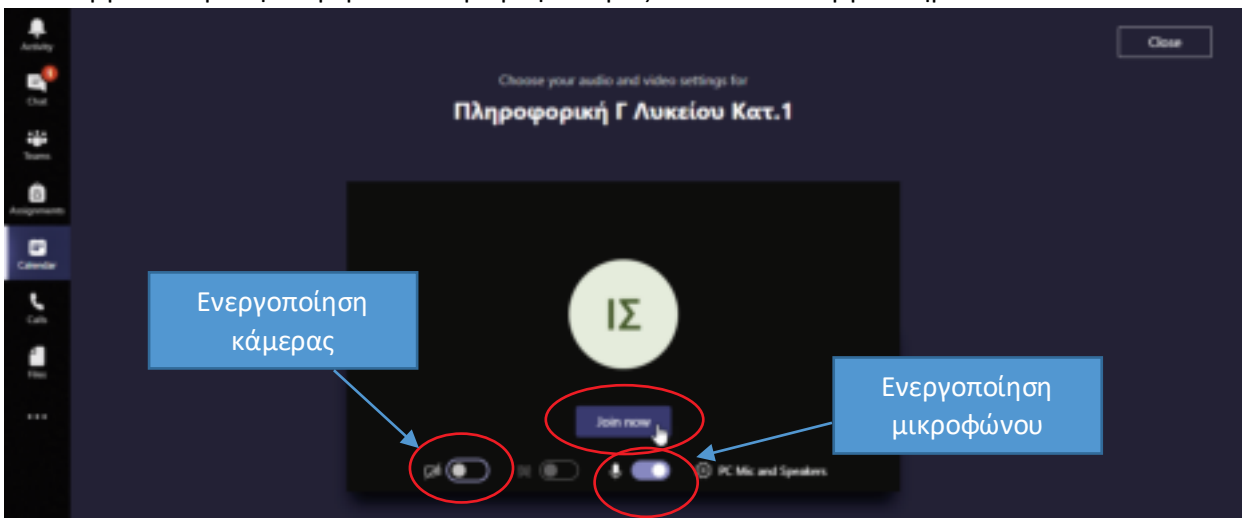 Close
Activity
Chat
Choose your audio and video settings for
Πληροφορική Γ Λυκείου Κατ.1
Teams
Assignments
Calendar
Calls
Files
Ενεργοποίηση
κάμερας
ΙΣ
Ενεργοποίηση
μικροφώνου
Join now
PC Mic and Speakers